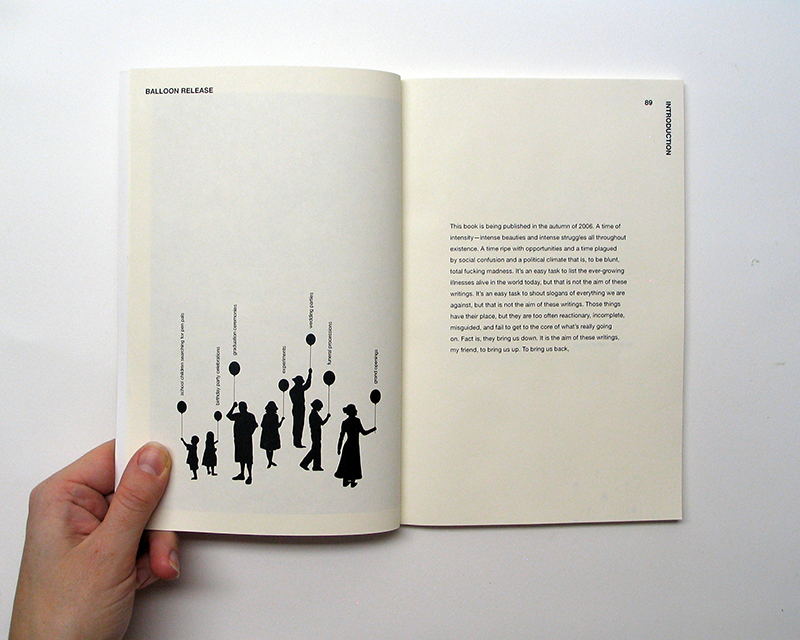 BALLOON RELEASE
school children searching for pen pals
birthday party celebrations
graduation ceremonies
experiments
wedding parties
funeral processions
grand openings
89
INTRODUCTION
This book is being published in the autumn of 2006. A time of
intensity—intense beauties and intense struggles all throughout
existence. A time ripe with opportunities and a time plagued
by social confusion and a political climate that is, to be blunt,
total fucking madness. It's an easy task to list the ever-growing
illnesses alive in the world today, but that is not the aim of these
writings. It's an easy task to shout slogans of everything we are
against, but that is not the aim of these writings. Those things
have their place, but they are too often reactionary, incomplete,
misguided, and fail to get to the core of what's really going
on. Fact is, they bring us down. It is the aim of these writings,
my friend, to bring us up. To bring us back,